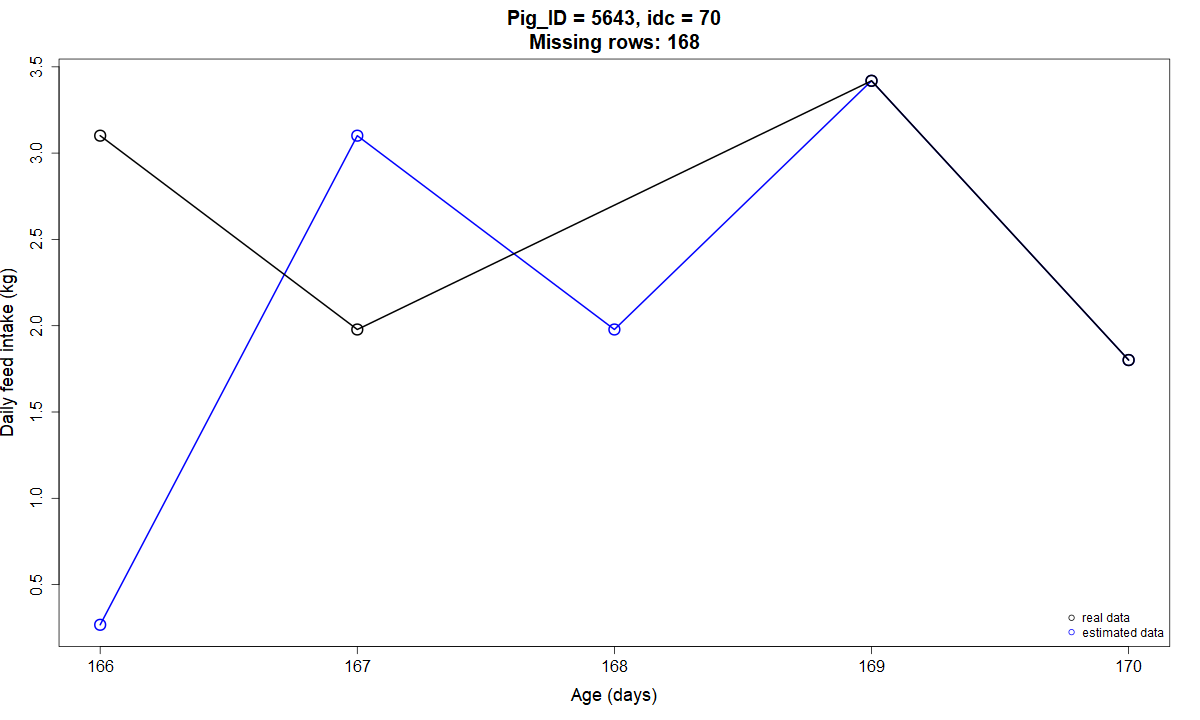 Pig_ID = 5643, idc = 70
Missing rows: 168
Daily feed intake (kg)
3.5
3.0
2.5
2.0
1.5
1.0
0.5
real data
estimated data
166 167 168 169 170
Age (days)